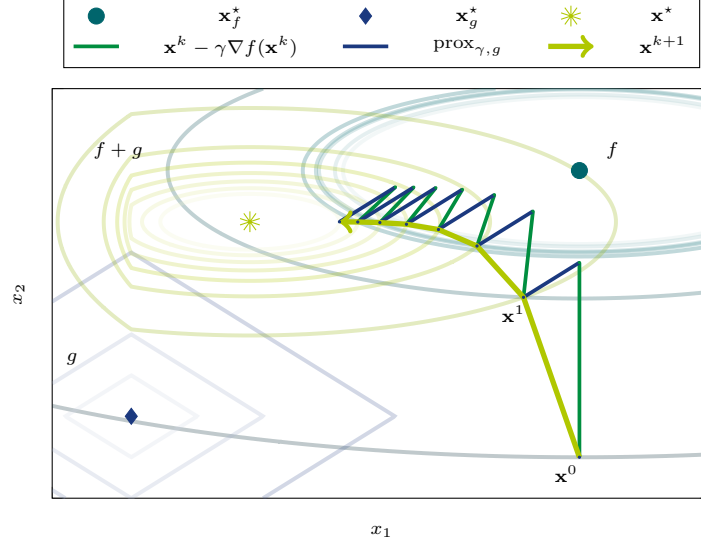 x_f^⋆ x_g^⋆ x^⋆
x^k − γ∇f(x^k) prox_{γ,g} x^{k+1}
f + g
f
x^1
g
x^0
x_2
x_1